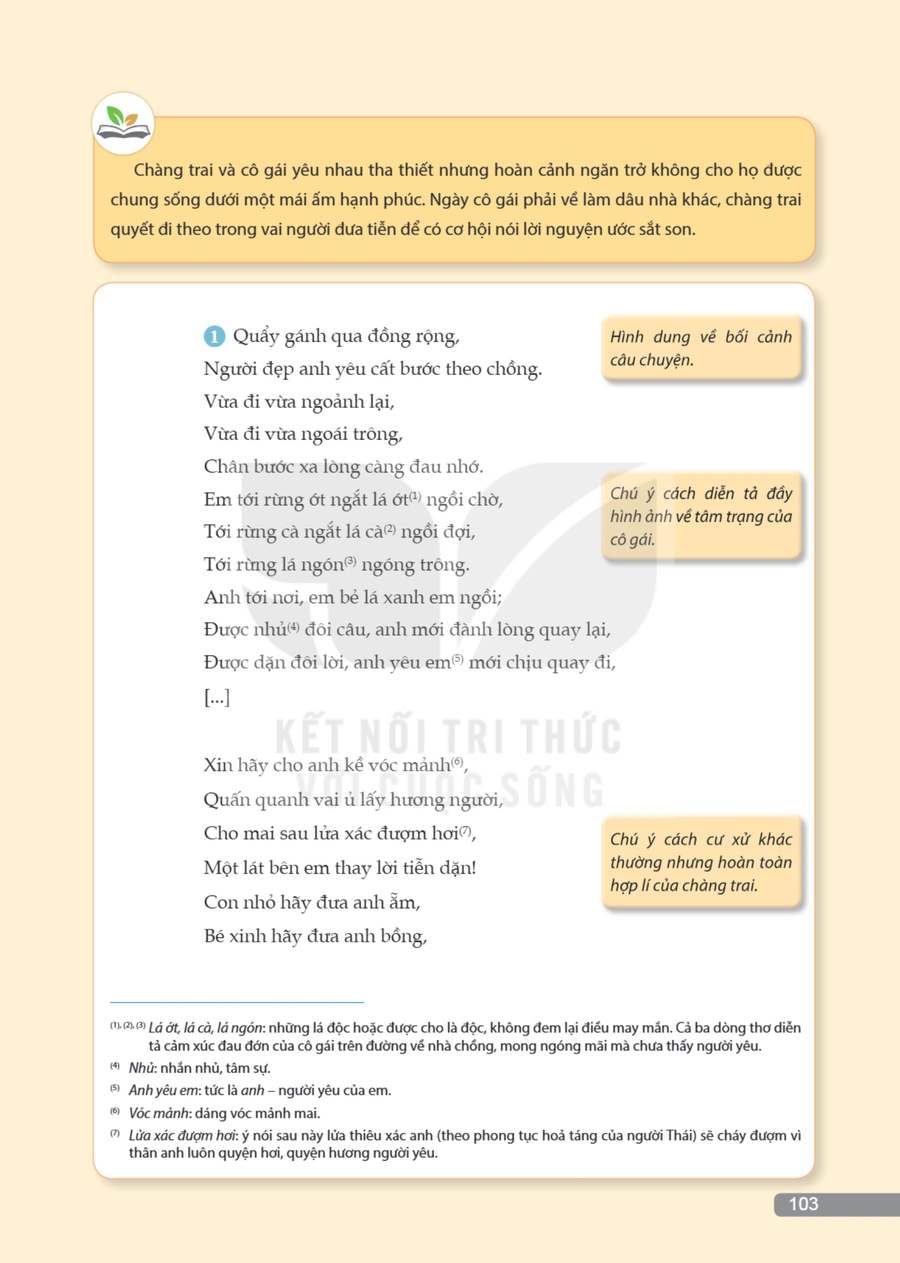 Chàng trai và cô gái yêu nhau tha thiết nhưng hoàn cảnh ngăn trở không cho họ được
chung sống dưới một mái ấm hạnh phúc. Ngày cô gái phải về làm dâu nhà khác, chàng trai
quyết đi theo trong vai người đưa tiễn để có cơ hội nói lời nguyện ước sắt son.
1 Quẩy gánh qua đồng rộng,
Người đẹp anh yêu cất bước theo chồng.
Vừa đi vừa ngoảnh lại,
Vừa đi vừa ngoái trông,
Chân bước xa lòng càng đau nhớ.
Em tới rừng ớt ngắt lá ớt(1) ngồi chờ,
Tới rừng cà ngắt lá cà(2) ngồi đợi,
Tới rừng lá ngón(3) ngóng trông.
Anh tới nơi, em bẻ lá xanh em ngồi;
Được nhủ(4) đôi câu, anh mới đành lòng quay lại,
Được dặn đôi lời, anh yêu em(5) mới chịu quay đi,
[...]
Xin hãy cho anh kề vóc mảnh(6),
Quấn quanh vai ủ lấy hương người,
Cho mai sau lửa xác đượm hơi(7),
Một lát bên em thay lời tiễn dặn!
Con nhỏ hãy đưa anh ẵm,
Bé xinh hãy đưa anh bồng,
Hình dung về bối cảnh
câu chuyện.
Chú ý cách diễn tả đầy
hình ảnh về tâm trạng của
cô gái.
Chú ý cách cư xử khác
thường nhưng hoàn toàn
hợp lí của chàng trai.
KẾT NỐI TRI THỨC
VỚI CUỘC SỐNG
(1), (2), (3) Lá ớt, lá cà, lá ngón: những lá độc hoặc được cho là độc, không đem lại điều may mắn. Cả ba dòng thơ diễn
tả cảm xúc đau đớn của cô gái trên đường về nhà chồng, mong ngóng mãi mà chưa thấy người yêu.
(4) Nhủ: nhắn nhủ, tâm sự.
(5) Anh yêu em: tức là anh – người yêu của em.
(6) Vóc mảnh: dáng vóc mảnh mai.
(7) Lửa xác đượm hơi: ý nói sau này lửa thiêu xác anh (theo phong tục hoả táng của người Thái) sẽ cháy đượm vì
thân anh luôn quyện hơi, quyện hương người yêu.
103